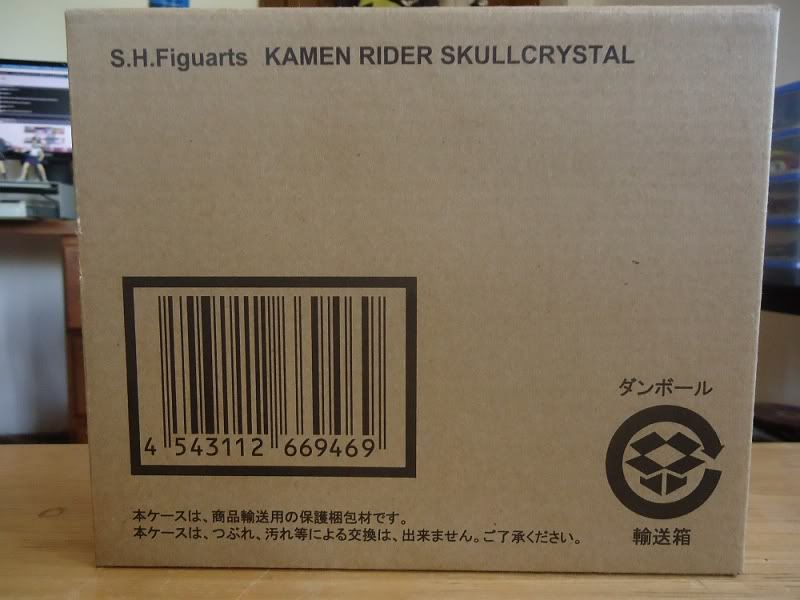 S.H.Figuarts KAMEN RIDER SKULLCRYSTAL
4 543112 669469
ダンボール
輸送箱
本ケースは、商品輸送用の保護梱包材です。
本ケースは、つぶれ、汚れ等による交換は、出来ません。ご了承ください。